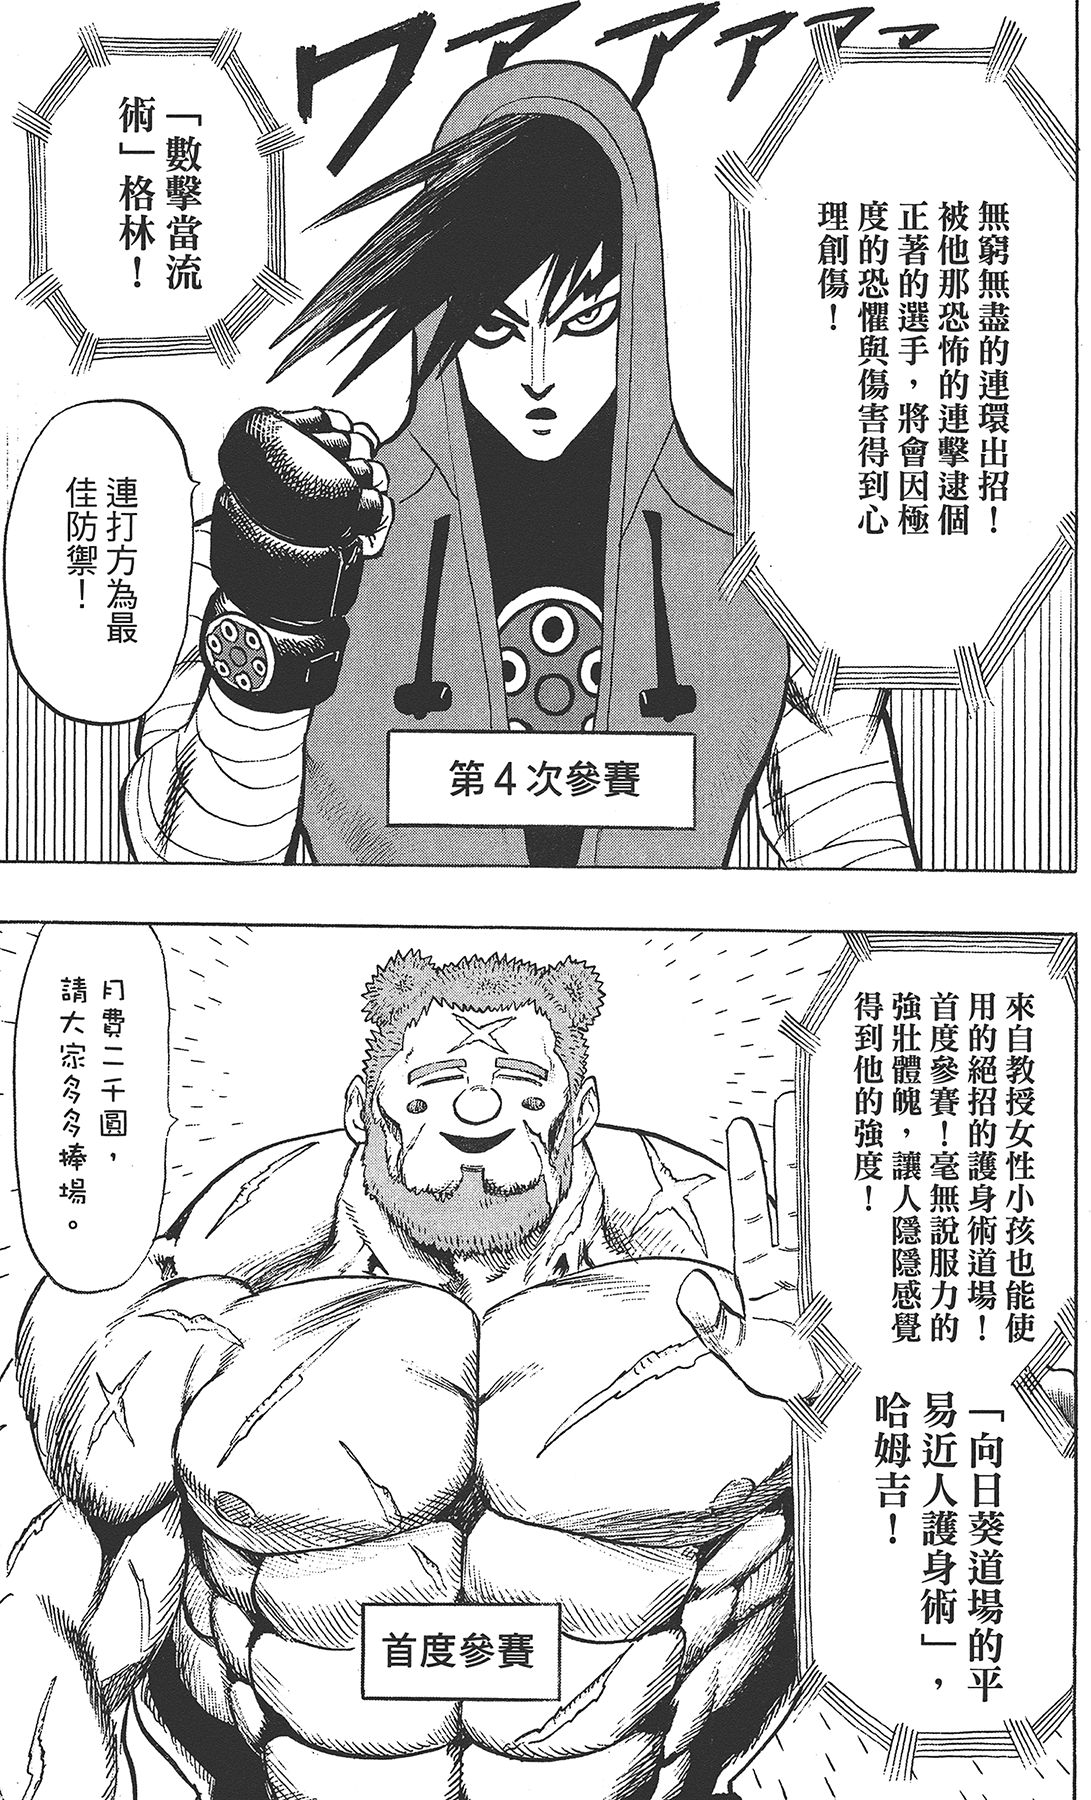 ワアアアアア
無窮無盡的連環出招！
被他那恐怖的連擊逮個
正著的選手，將會因極
度的恐懼與傷害得到心
理創傷！
「數擊當流
術」格林！
連打方為最
佳防禦！
第４次參賽
來自教授女性小孩也能使
用的絕招的護身術道場！
首度參賽！毫無說服力的
強壯體魄，讓人隱隱感覺
得到他的強度！
「向日葵道場的平
易近人護身術」，
哈姆吉！
月費二千圓，
請大家多多捧場。
首度參賽